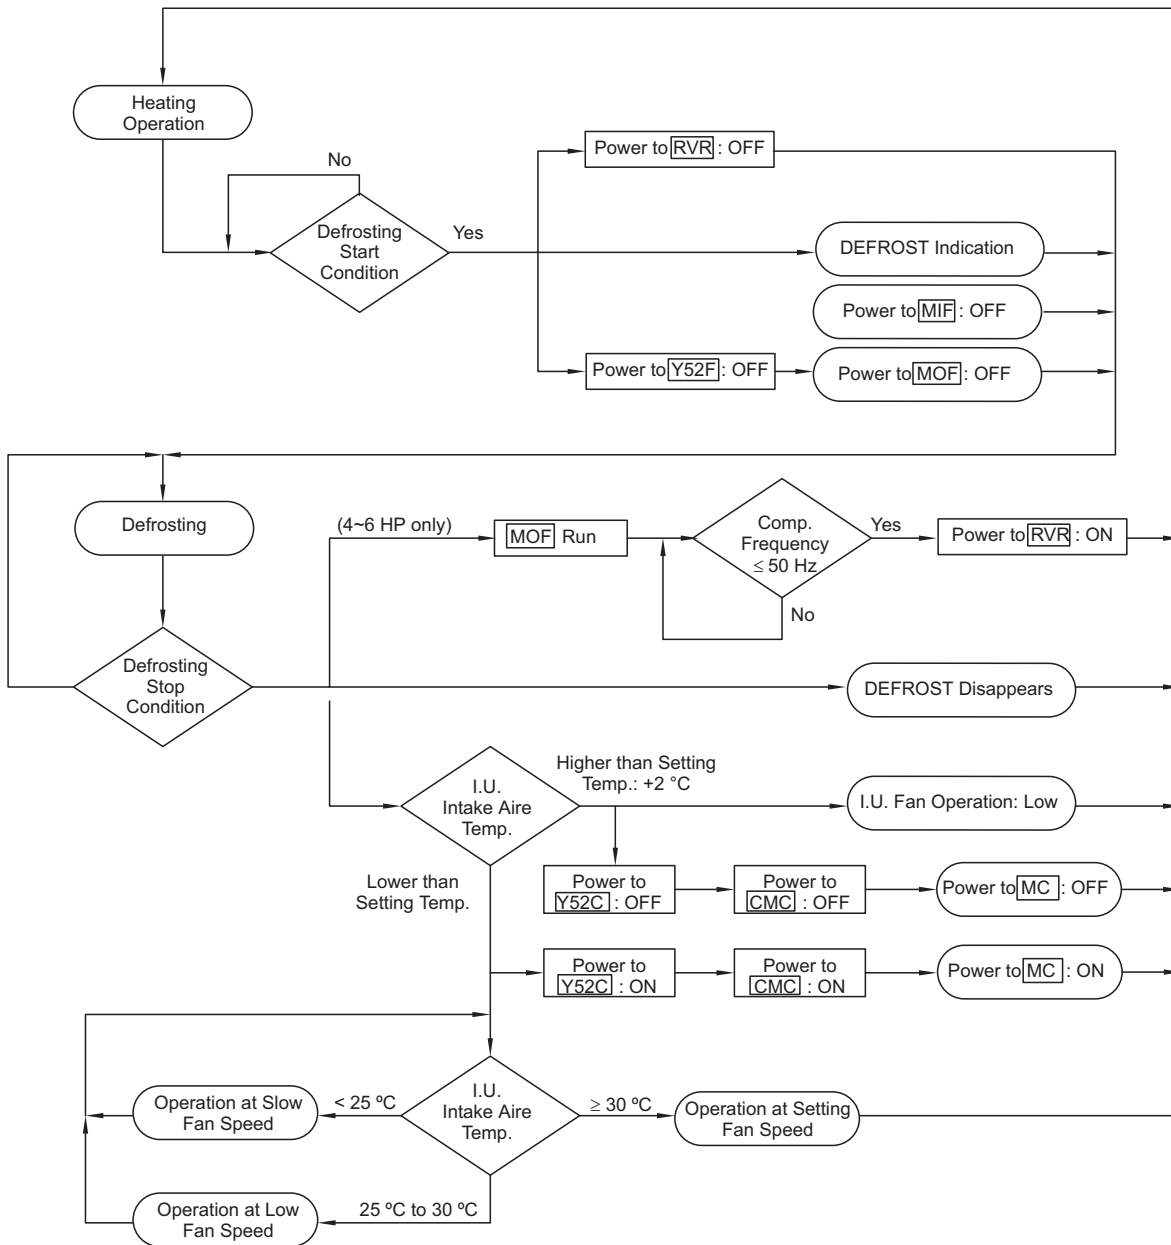 Heating
Operation
No
Defrosting
Start
Condition
Yes
Power to RVR : OFF
DEFROST Indication
Power to MIF : OFF
Power to Y52F : OFF
Power to MOF : OFF
Defrosting
(4~6 HP only)
MOF Run
Comp.
Frequency
≤ 50 Hz
Yes
No
Power to RVR : ON
Defrosting
Stop
Condition
DEFROST Disappears
I.U.
Intake Aire
Temp.
Higher than Setting
Temp.: +2 °C
I.U. Fan Operation: Low
Lower than
Setting Temp.
Power to
Y52C : OFF
Power to
CMC : OFF
Power to MC : OFF
Power to
Y52C : ON
Power to
CMC : ON
Power to MC : ON
Operation at Slow
Fan Speed
< 25 ºC
I.U.
Intake Aire
Temp.
≥ 30 ºC
Operation at Setting
Fan Speed
Operation at Low
Fan Speed
25 ºC to 30 ºC